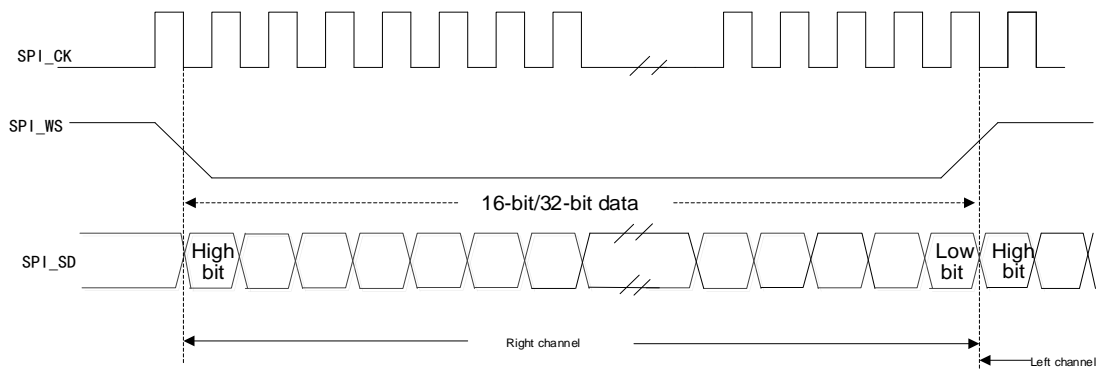 SPI_CK
SPI_WS
16-bit/32-bit data
SPI_SD
High
bit
Low
bit
High
bit
Right channel
Left channel